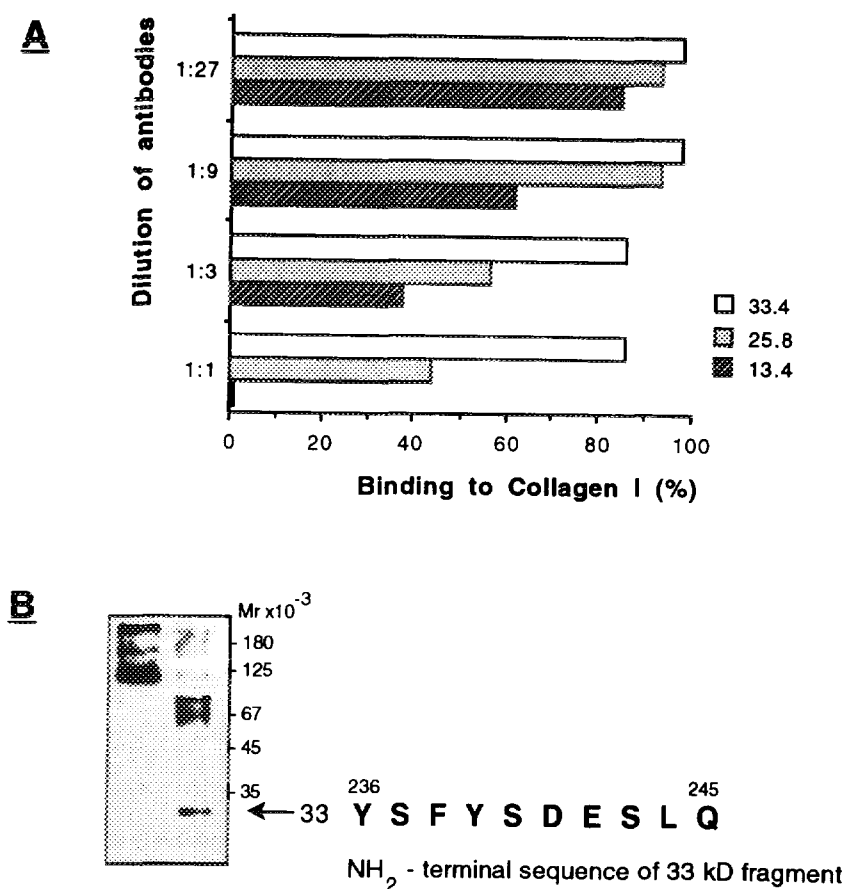 A
Dilution of antibodies
1:27
1:9
1:3
1:1
33.4
25.8
13.4
0 20 40 60 80 100
Binding to Collagen I (%)
B
Mr x10-3
180
125
67
45
35
236 245
33 Y S F Y S D E S L Q
NH2 - terminal sequence of 33 kD fragment